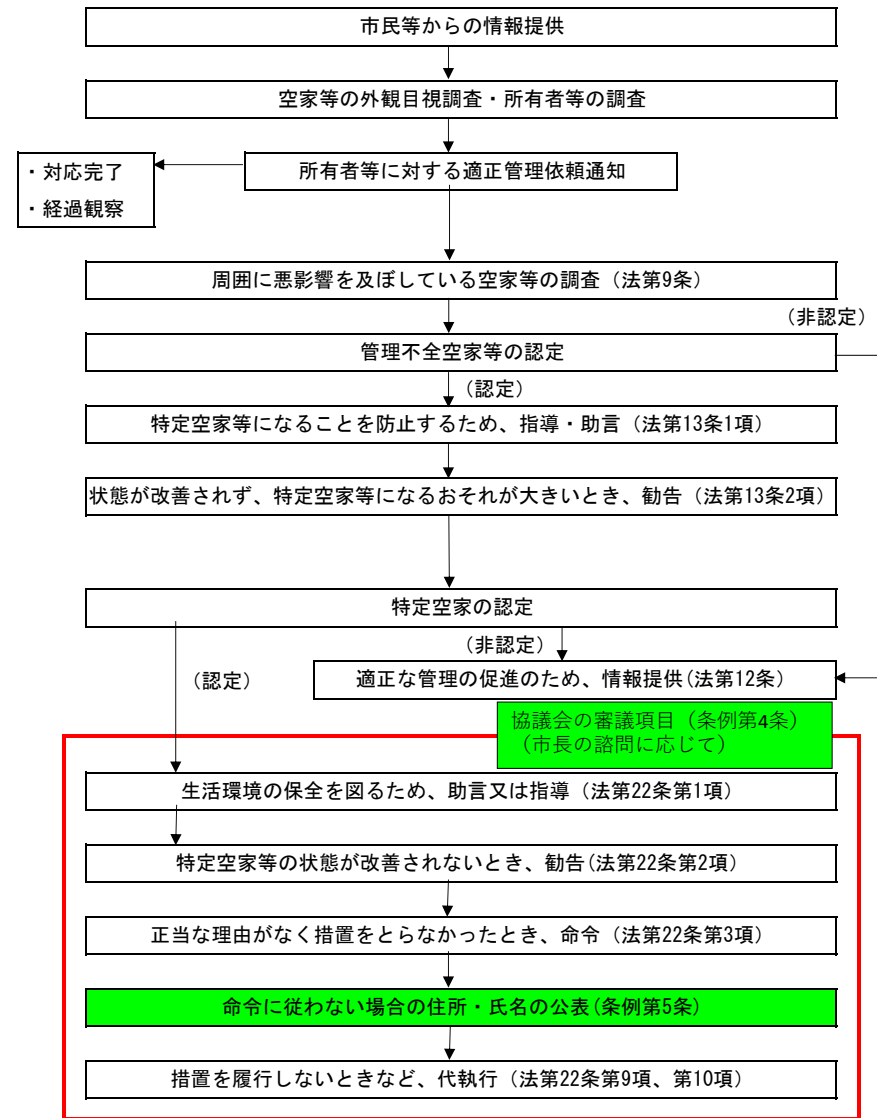 市民等からの情報提供
空家等の外観目視調査・所有者等の調査
所有者等に対する適正管理依頼通知
・対応完了
・経過観察
周囲に悪影響を及ぼしている空家等の調査（法第9条）
（非認定）
管理不全空家等の認定
（認定）
特定空家等になることを防止するため、指導・助言（法第13条1項）
状態が改善されず、特定空家等になるおそれが大きいとき、勧告（法第13条2項）
特定空家の認定
（非認定）
（認定）
適正な管理の促進のため、情報提供(法第12条）
協議会の審議項目（条例第4条）
（市長の諮問に応じて）
生活環境の保全を図るため、助言又は指導（法第22条第1項）
特定空家等の状態が改善されないとき、勧告(法第22条第2項）
正当な理由がなく措置をとらなかったとき、命令（法第22条第3項）
命令に従わない場合の住所・氏名の公表(条例第5条）
措置を履行しないときなど、代執行（法第22条第9項、第10項）